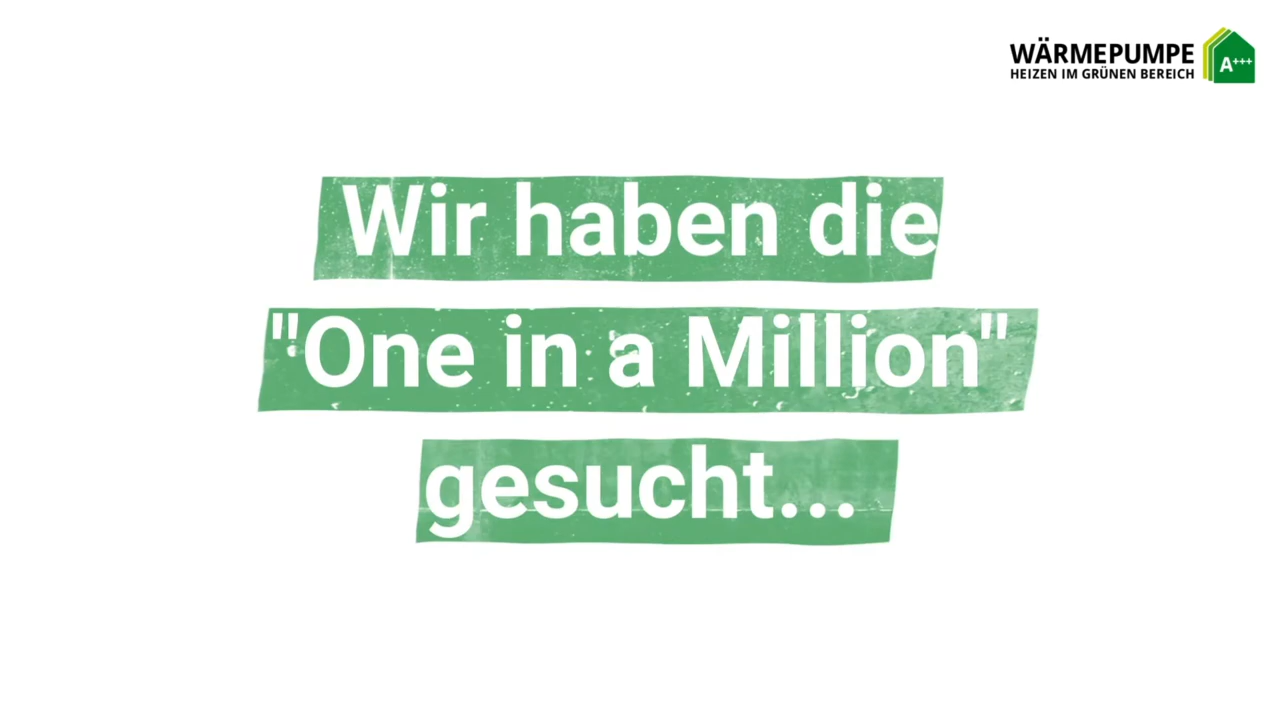 WÄRMEPUMPE
HEIZEN IM GRÜNEN BEREICH
A+++
Wir haben die
"One in a Million"
gesucht...